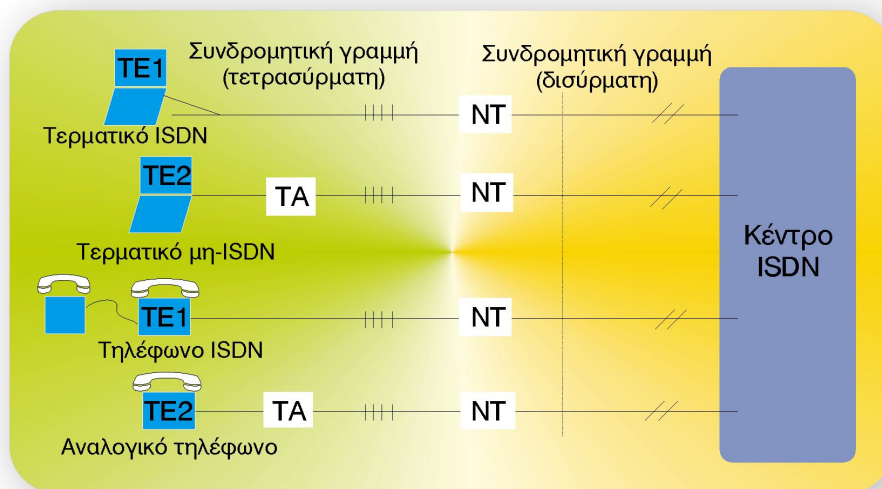 Συνδρομητική γραμμή
(τετρασύρματη)
Συνδρομητική γραμμή
(δισύρματη)
TE1
NT
Τερματικό ISDN
TE2
TA
NT
Τερματικό μη-ISDN
Κέντρο
ISDN
TE1
NT
Τηλέφωνο ISDN
TE2
TA
NT
Αναλογικό τηλέφωνο